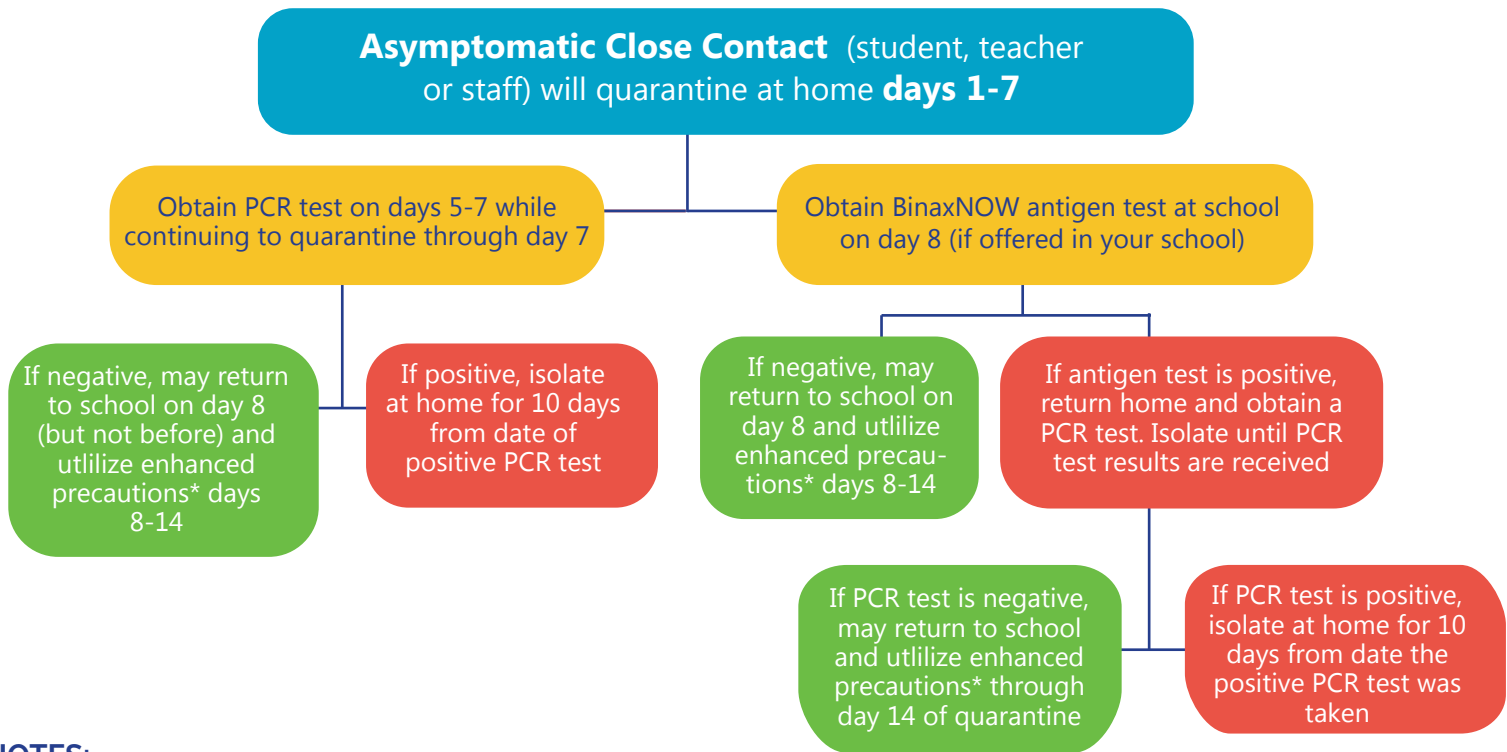 Asymptomatic Close Contact (student, teacher
or staff) will quarantine at home days 1-7
Obtain PCR test on days 5-7 while
continuing to quarantine through day 7
Obtain BinaxNOW antigen test at school
on day 8 (if offered in your school)
If negative, may return
to school on day 8
(but not before) and
utlilize enhanced
precautions* days
8-14
If positive, isolate
at home for 10 days
from date of
positive PCR test
If negative, may
return to school on
day 8 and utlilize
enhanced precau-
tions* days 8-14
If antigen test is positive,
return home and obtain a
PCR test. Isolate until PCR
test results are received
If PCR test is negative,
may return to school
and utlilize enhanced
precautions* through
day 14 of quarantine
If PCR test is positive,
isolate at home for 10
days from date the
positive PCR test was
taken
NOTES: